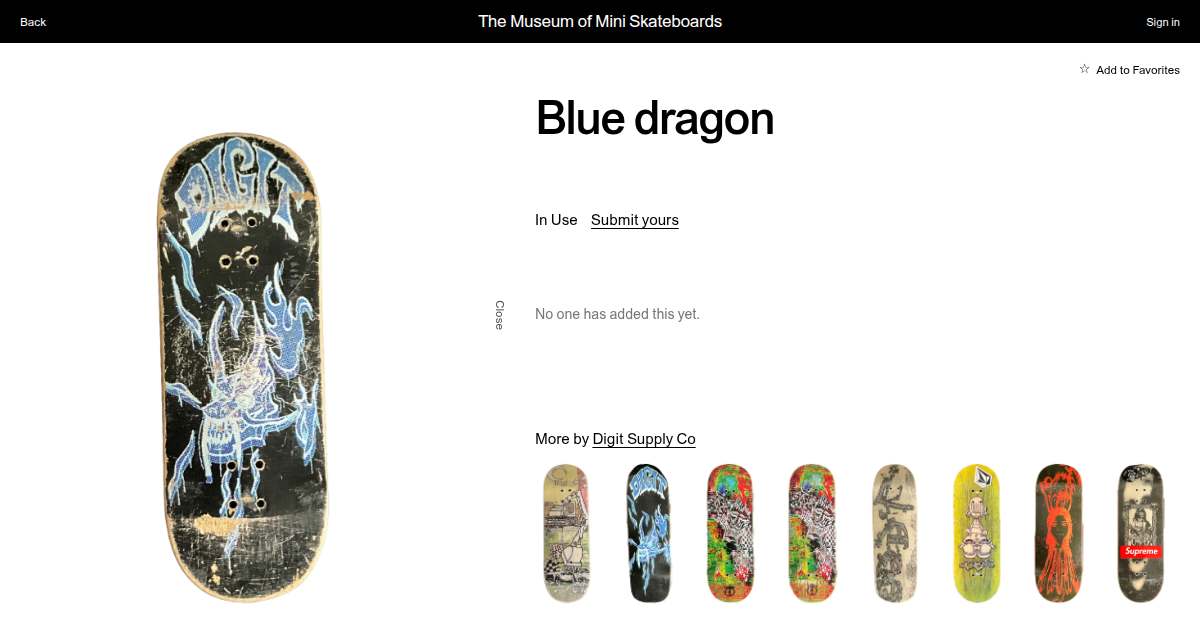 Back
The Museum of Mini Skateboards
Sign in
☆ Add to Favorites
Blue dragon
DIGIT
In Use Submit yours
Close
No one has added this yet.
More by Digit Supply Co
DIGIT
Supreme